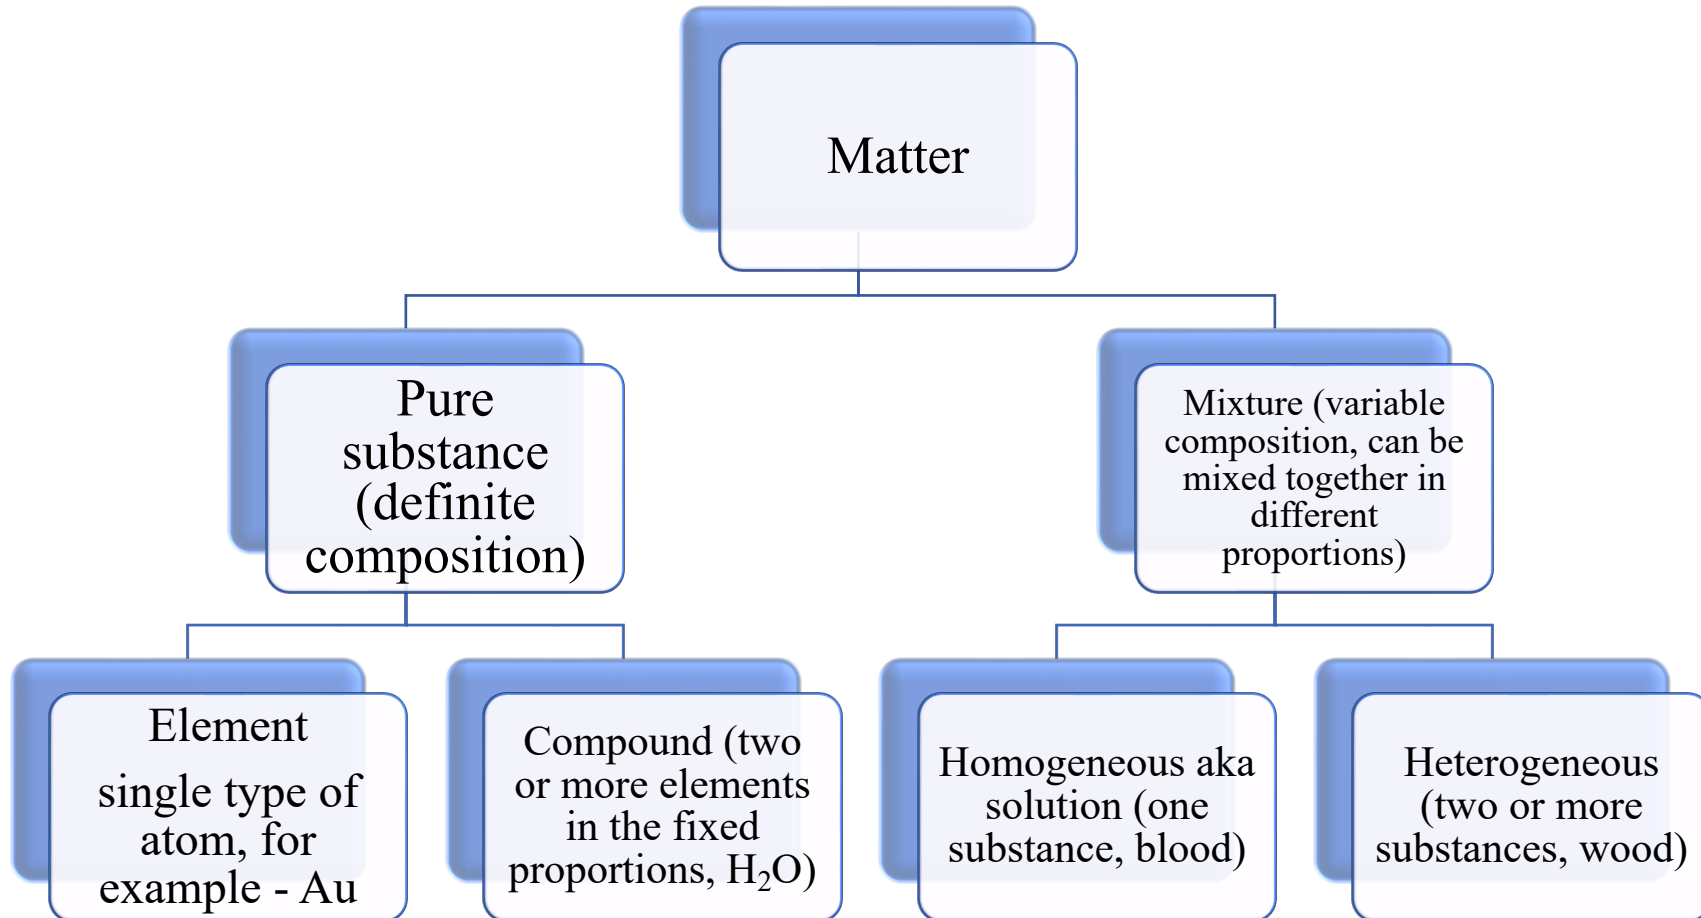 Matter
Pure
substance
(definite
composition)
Mixture (variable
composition, can be
mixed together in
different
proportions)
Element
single type of
atom, for
example - Au
Compound (two
or more elements
in the fixed
proportions, H₂O)
Homogeneous aka
solution (one
substance, blood)
Heterogeneous
(two or more
substances, wood)